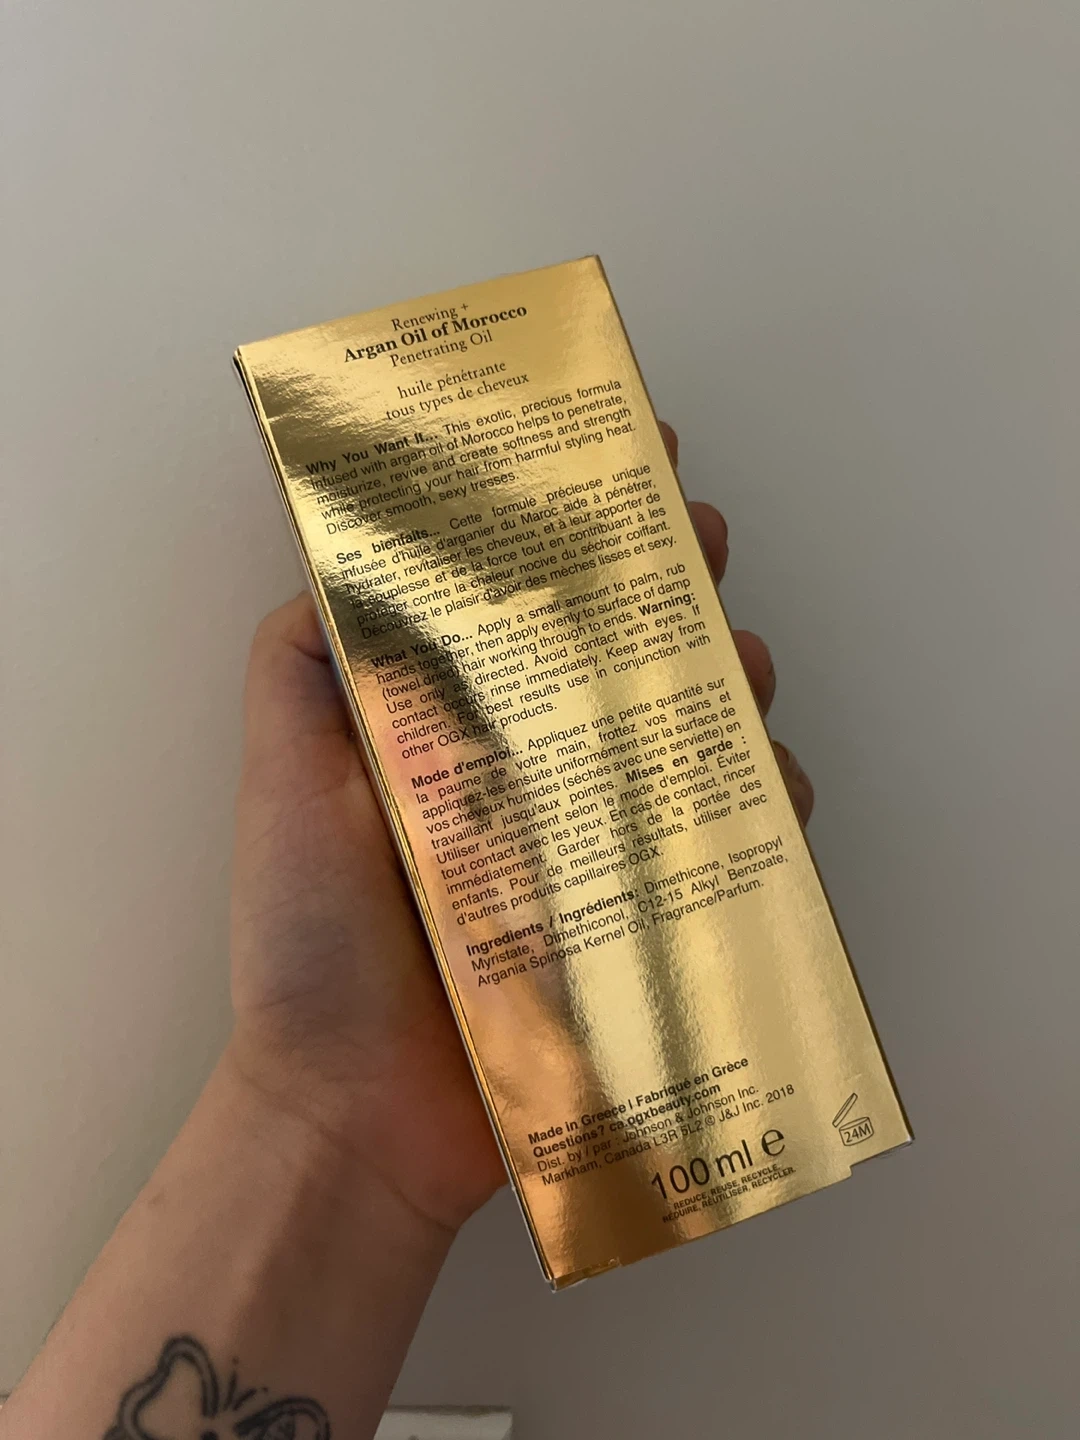 Renewing +
Argan Oil of Morocco
Penetrating Oil
huile pénétrante
tous types de cheveux
Why You Want It... This exotic, precious formula
infused with argan oil of Morocco helps to penetrate,
moisturize, revive and create softness and strength
while protecting your hair from harmful styling heat.
Discover smooth, sexy tresses.
Ses bienfaits... Cette formule précieuse unique
infusée d'huile d'arganier du Maroc aide à pénétrer,
hydrater, revitaliser les cheveux, et à leur apporter de
la souplesse et de la force tout en contribuant à les
protéger contre la chaleur nocive du séchoir coiffant.
Découvrez le plaisir d'avoir des mèches lisses et sexy.
What You Do... Apply a small amount to palm, rub
hands together, then apply evenly to surface of damp
(towel dried) hair working through to ends. Warning:
Use only as directed. Avoid contact with eyes. If
contact occurs rinse immediately. Keep away from
children. For best results use in conjunction with
other OGX hair products.
Mode d'emploi... Appliquez une petite quantité sur
la paume de votre main, frottez vos mains et
appliquez-les ensuite uniformément sur la surface de
vos cheveux humides (séchés avec une serviette) en
travaillant jusqu'aux pointes. Mises en garde :
Utiliser uniquement selon le mode d'emploi. Éviter
tout contact avec les yeux. En cas de contact, rincer
immédiatement. Garder hors de la portée des
enfants. Pour de meilleurs résultats, utiliser avec
d'autres produits capillaires OGX.
Ingredients / Ingrédients: Dimethicone, Isopropyl
Myristate, Dimethiconol, C12-15 Alkyl Benzoate,
Argania Spinosa Kernel Oil, Fragrance/Parfum.
Made in Greece | Fabriqué en Grèce
Questions? ca.ogxbeauty.com
Dist. by / par : Johnson & Johnson Inc.
Markham, Canada L3R 5L2 © J&J Inc. 2018
100 ml e
24M
REDUCE, REUSE, RECYCLE.
RÉDUIRE, RÉUTILISER, RECYCLER.